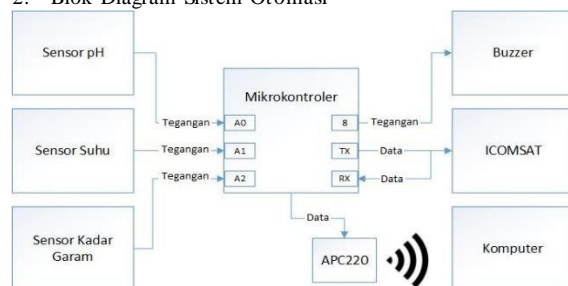 2. Blok Diagram Sistem Otomasi
Sensor pH
Sensor Suhu
Sensor Kadar
Garam
Tegangan
Tegangan
Tegangan
Mikrokontroler
A0
A1
A2
8
TX
RX
Tegangan
Data
Data
Data
APC220
Buzzer
ICOMSAT
Komputer